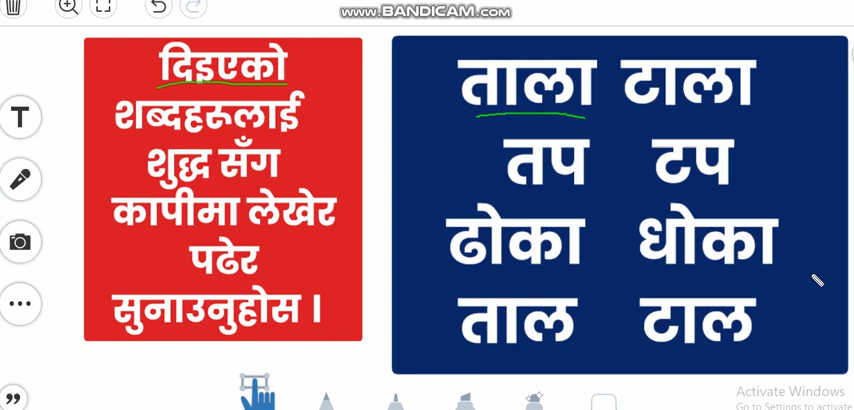 www.BANDICAM.com
दिइएको
शब्दहरूलाई
शुद्ध सँग
कापीमा लेखेर
पढेर
सुनाउनुहोस ।
ताला टाला
तप टप
ढोका धोका
ताल टाल
T
Activate Windows
Go to Settings to activate